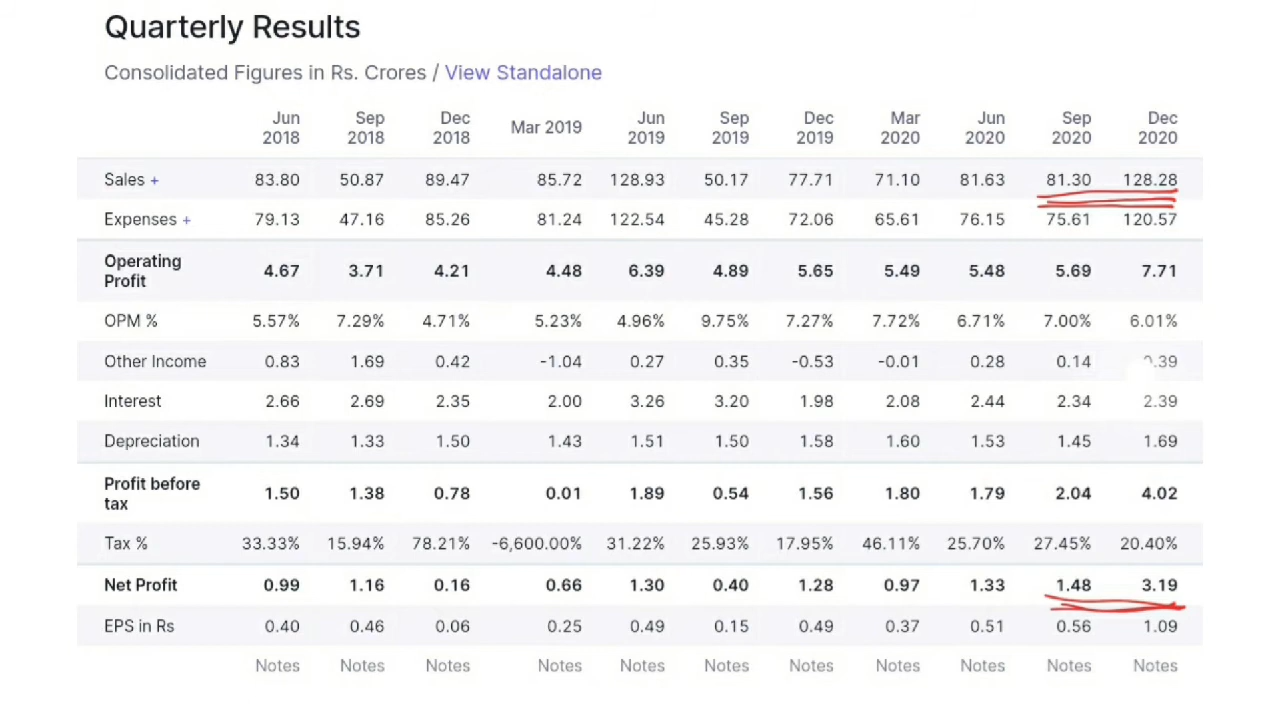 Quarterly Results
Consolidated Figures in Rs. Crores / View Standalone
Jun 2018 Sep 2018 Dec 2018 Mar 2019 Jun 2019 Sep 2019 Dec 2019 Mar 2020 Jun 2020 Sep 2020 Dec 2020
Sales + 83.80 50.87 89.47 85.72 128.93 50.17 77.71 71.10 81.63 81.30 128.28
Expenses + 79.13 47.16 85.26 81.24 122.54 45.28 72.06 65.61 76.15 75.61 120.57
Operating Profit 4.67 3.71 4.21 4.48 6.39 4.89 5.65 5.49 5.48 5.69 7.71
OPM % 5.57% 7.29% 4.71% 5.23% 4.96% 9.75% 7.27% 7.72% 6.71% 7.00% 6.01%
Other Income 0.83 1.69 0.42 -1.04 0.27 0.35 -0.53 -0.01 0.28 0.14
Interest 2.66 2.69 2.35 2.00 3.26 3.20 1.98 2.08 2.44 2.34 2.39
Depreciation 1.34 1.33 1.50 1.43 1.51 1.50 1.58 1.60 1.53 1.45 1.69
Profit before tax 1.50 1.38 0.78 0.01 1.89 0.54 1.56 1.80 1.79 2.04 4.02
Tax % 33.33% 15.94% 78.21% -6,600.00% 31.22% 25.93% 17.95% 46.11% 25.70% 27.45% 20.40%
Net Profit 0.99 1.16 0.16 0.66 1.30 0.40 1.28 0.97 1.33 1.48 3.19
EPS in Rs 0.40 0.46 0.06 0.25 0.49 0.15 0.49 0.37 0.51 0.56 1.09
Notes Notes Notes Notes Notes Notes Notes Notes Notes Notes Notes